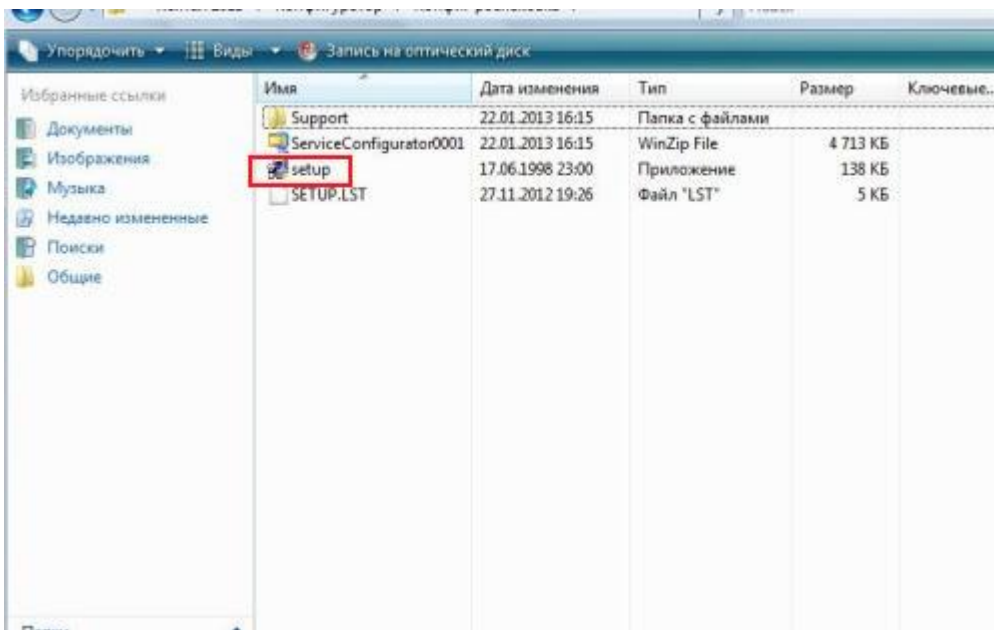 Упорядочить Виды Запись на оптический диск
Избранные ссылки
Документы
Изображения
Музыка
Недавно измененные
Поиски
Общие
Имя Дата изменения Тип Размер Ключевые...
Support 22.01.2013 16:15 Папка с файлами
ServiceConfigurator0001 22.01.2013 16:15 WinZip File 4 713 КБ
setup 17.06.1998 23:00 Приложение 138 КБ
SETUP.LST 27.11.2012 19:26 Файл "LST" 5 КБ